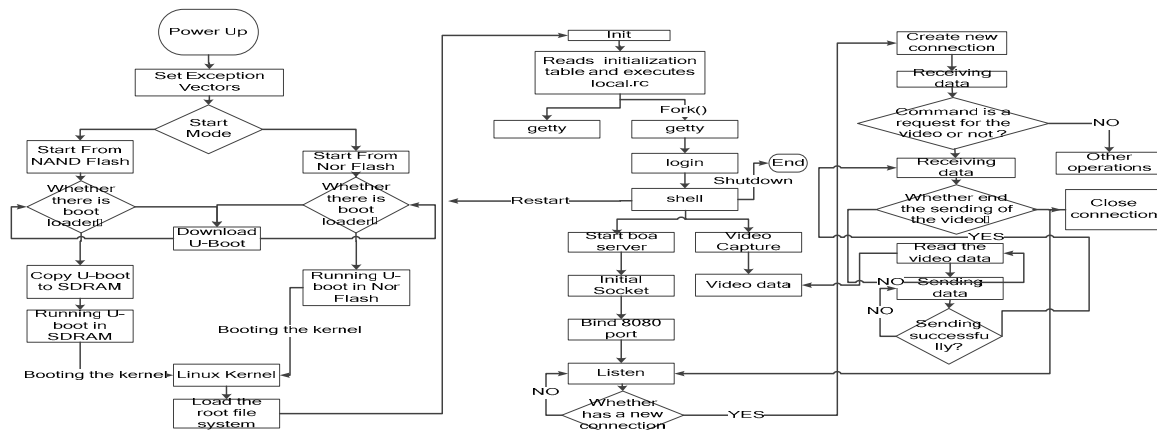 Power Up
Set Exception
Vectors
Start
Mode
Start From
NAND Flash
Start From
Nor Flash
Whether
there is
boot
loader
Whether
there is
boot
loader
Download
U-Boot
Copy U-boot
to SDRAM
Running U-
boot in Nor
Flash
Running U-
boot in
SDRAM
Booting the kernel
Booting the kernel
Linux Kernel
Load the
root file
system
Init
Reads initialization
table and executes
local.rc
Fork()
getty
getty
login
End
Shutdown
shell
Restart
Start boa
server
Video
Capture
Initial
Socket
Video data
Bind 8080
port
Listen
NO
Whether
has a new
connection
YES
Create new
connection
Receiving
data
Command is a
request for the
video or not ?
NO
Other
operations
Receiving
data
Whether end
the sending of
the video
Close
connection
YES
Read the
video data
NO
Sending
data
NO
Sending
successfu
lly?